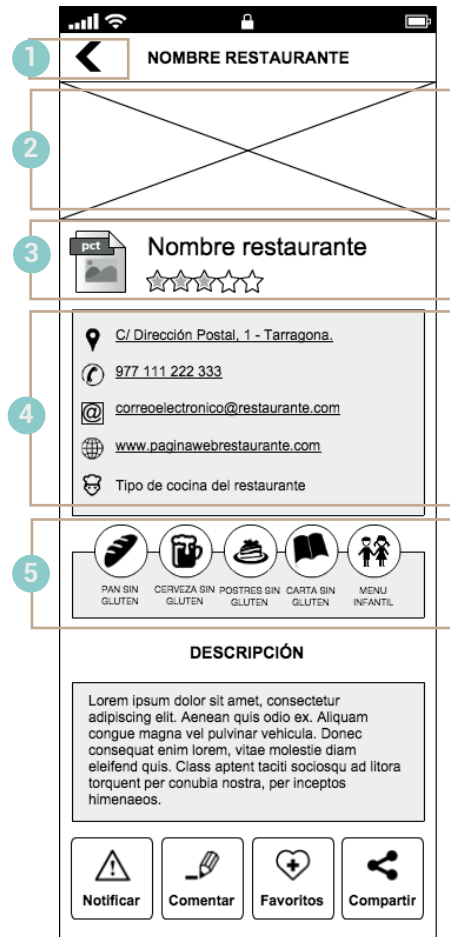 1
NOMBRE RESTAURANTE
2
3
pct
Nombre restaurante
4
C/ Dirección Postal, 1 - Tarragona.
977 111 222 333
correoelectronico@restaurante.com
www.paginawebrestaurante.com
Tipo de cocina del restaurante
5
PAN SIN
GLUTEN
CERVEZA SIN
GLUTEN
POSTRES SIN
GLUTEN
CARTA SIN
GLUTEN
MENU
INFANTIL
DESCRIPCIÓN
Lorem ipsum dolor sit amet, consectetur
adipiscing elit. Aenean quis odio ex. Aliquam
congue magna vel pulvinar vehicula. Donec
consequat enim lorem, vitae molestie diam
eleifend quis. Class aptent taciti sociosqu ad litora
torquent per conubia nostra, per inceptos
himenaeos.
Notificar
Comentar
Favoritos
Compartir